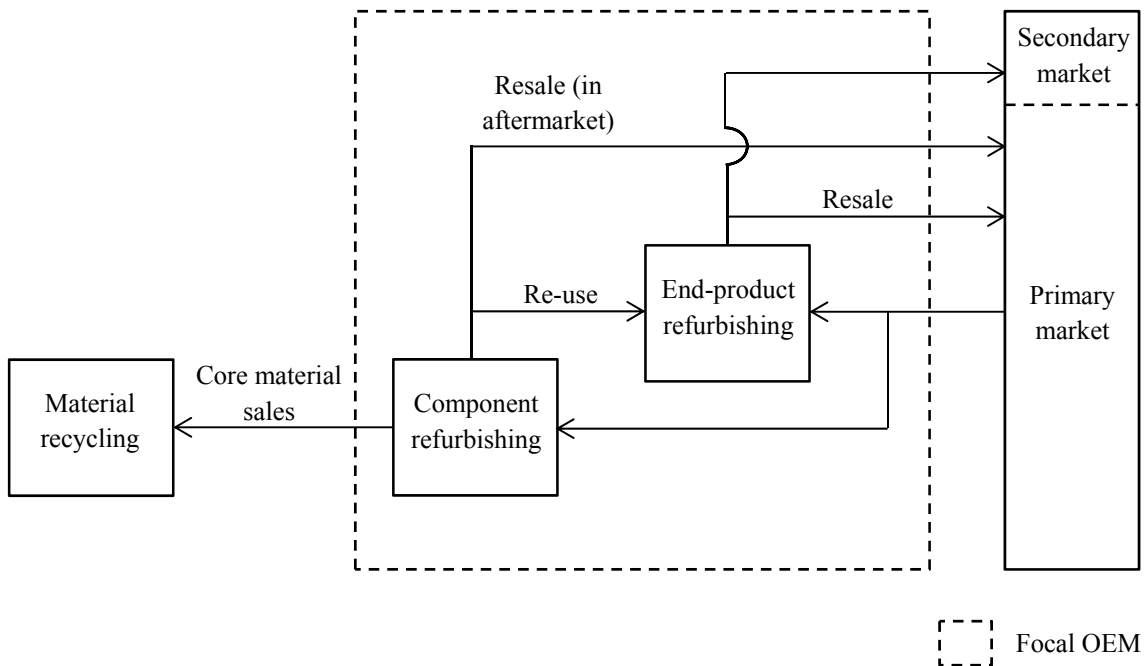 Secondary
market
Resale (in
aftermarket)
Resale
End-product
refurbishing
Re-use
Primary
market
Core material
sales
Material
recycling
Component
refurbishing
Focal OEM